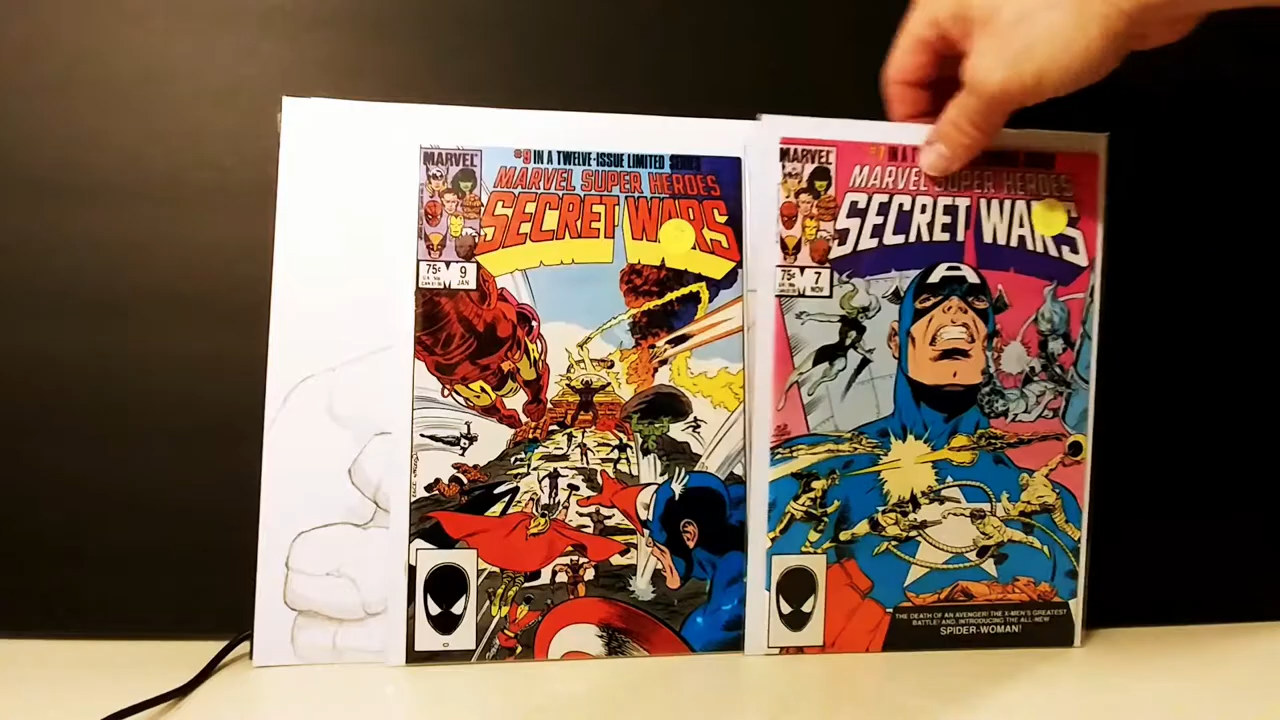 MARVEL
#9 IN A TWELVE-ISSUE LIMITED SERIES
MARVEL SUPER HEROES
SECRET WARS
75¢
9
JAN
MARVEL
#7 IN A
MARVEL SUPER HEROES
SECRET WARS
75¢
7
NOV
A
THE DEATH OF AN AVENGER! THE X-MEN'S GREATEST
BATTLE! AND, INTRODUCING THE ALL-NEW
SPIDER-WOMAN!